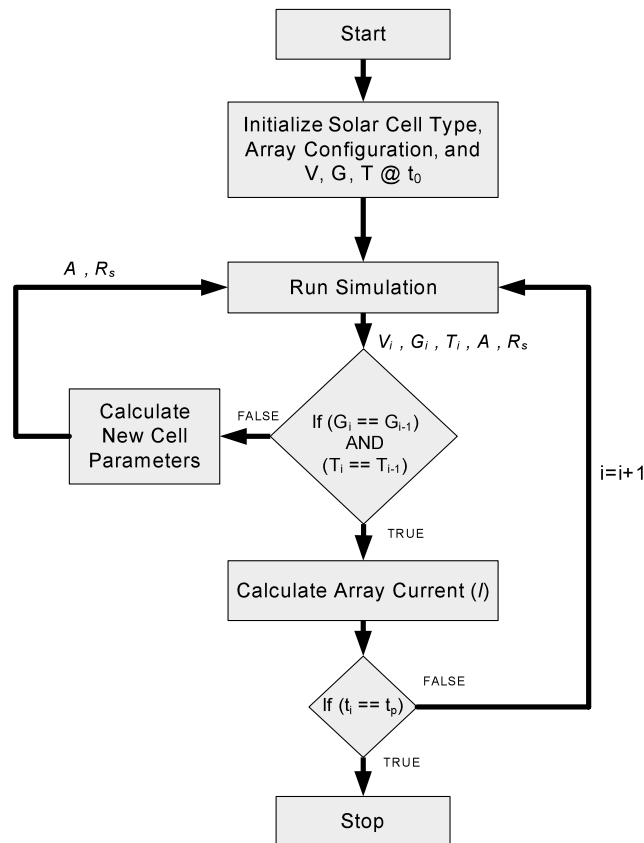 Start
Initialize Solar Cell Type,
Array Configuration, and
V, G, T @ t₀
A , Rₛ
Run Simulation
Vᵢ , Gᵢ , Tᵢ , A , Rₛ
Calculate
New Cell
Parameters
FALSE
If (Gᵢ == Gᵢ₋₁)
AND
(Tᵢ == Tᵢ₋₁)
i=i+1
TRUE
Calculate Array Current (I)
FALSE
If (tᵢ == tₚ)
TRUE
Stop